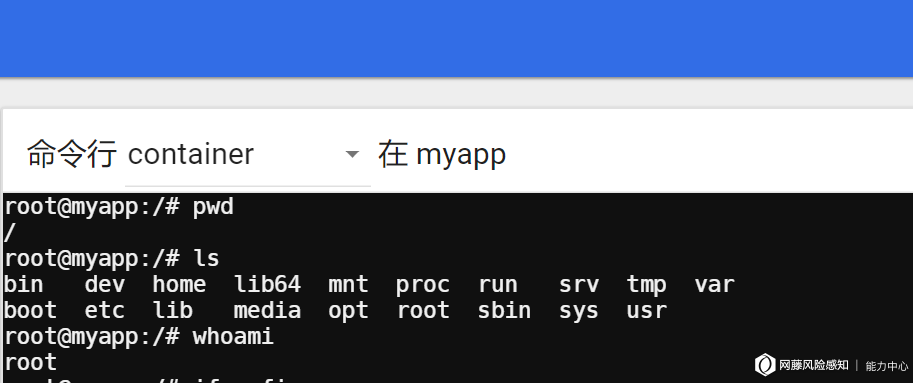 命令行 container 在 myapp
root@myapp:/# pwd
/
root@myapp:/# ls
bin dev home lib64 mnt proc run srv tmp var
boot etc lib media opt root sbin sys usr
root@myapp:/# whoami
root
网藤风险感知 | 能力中心